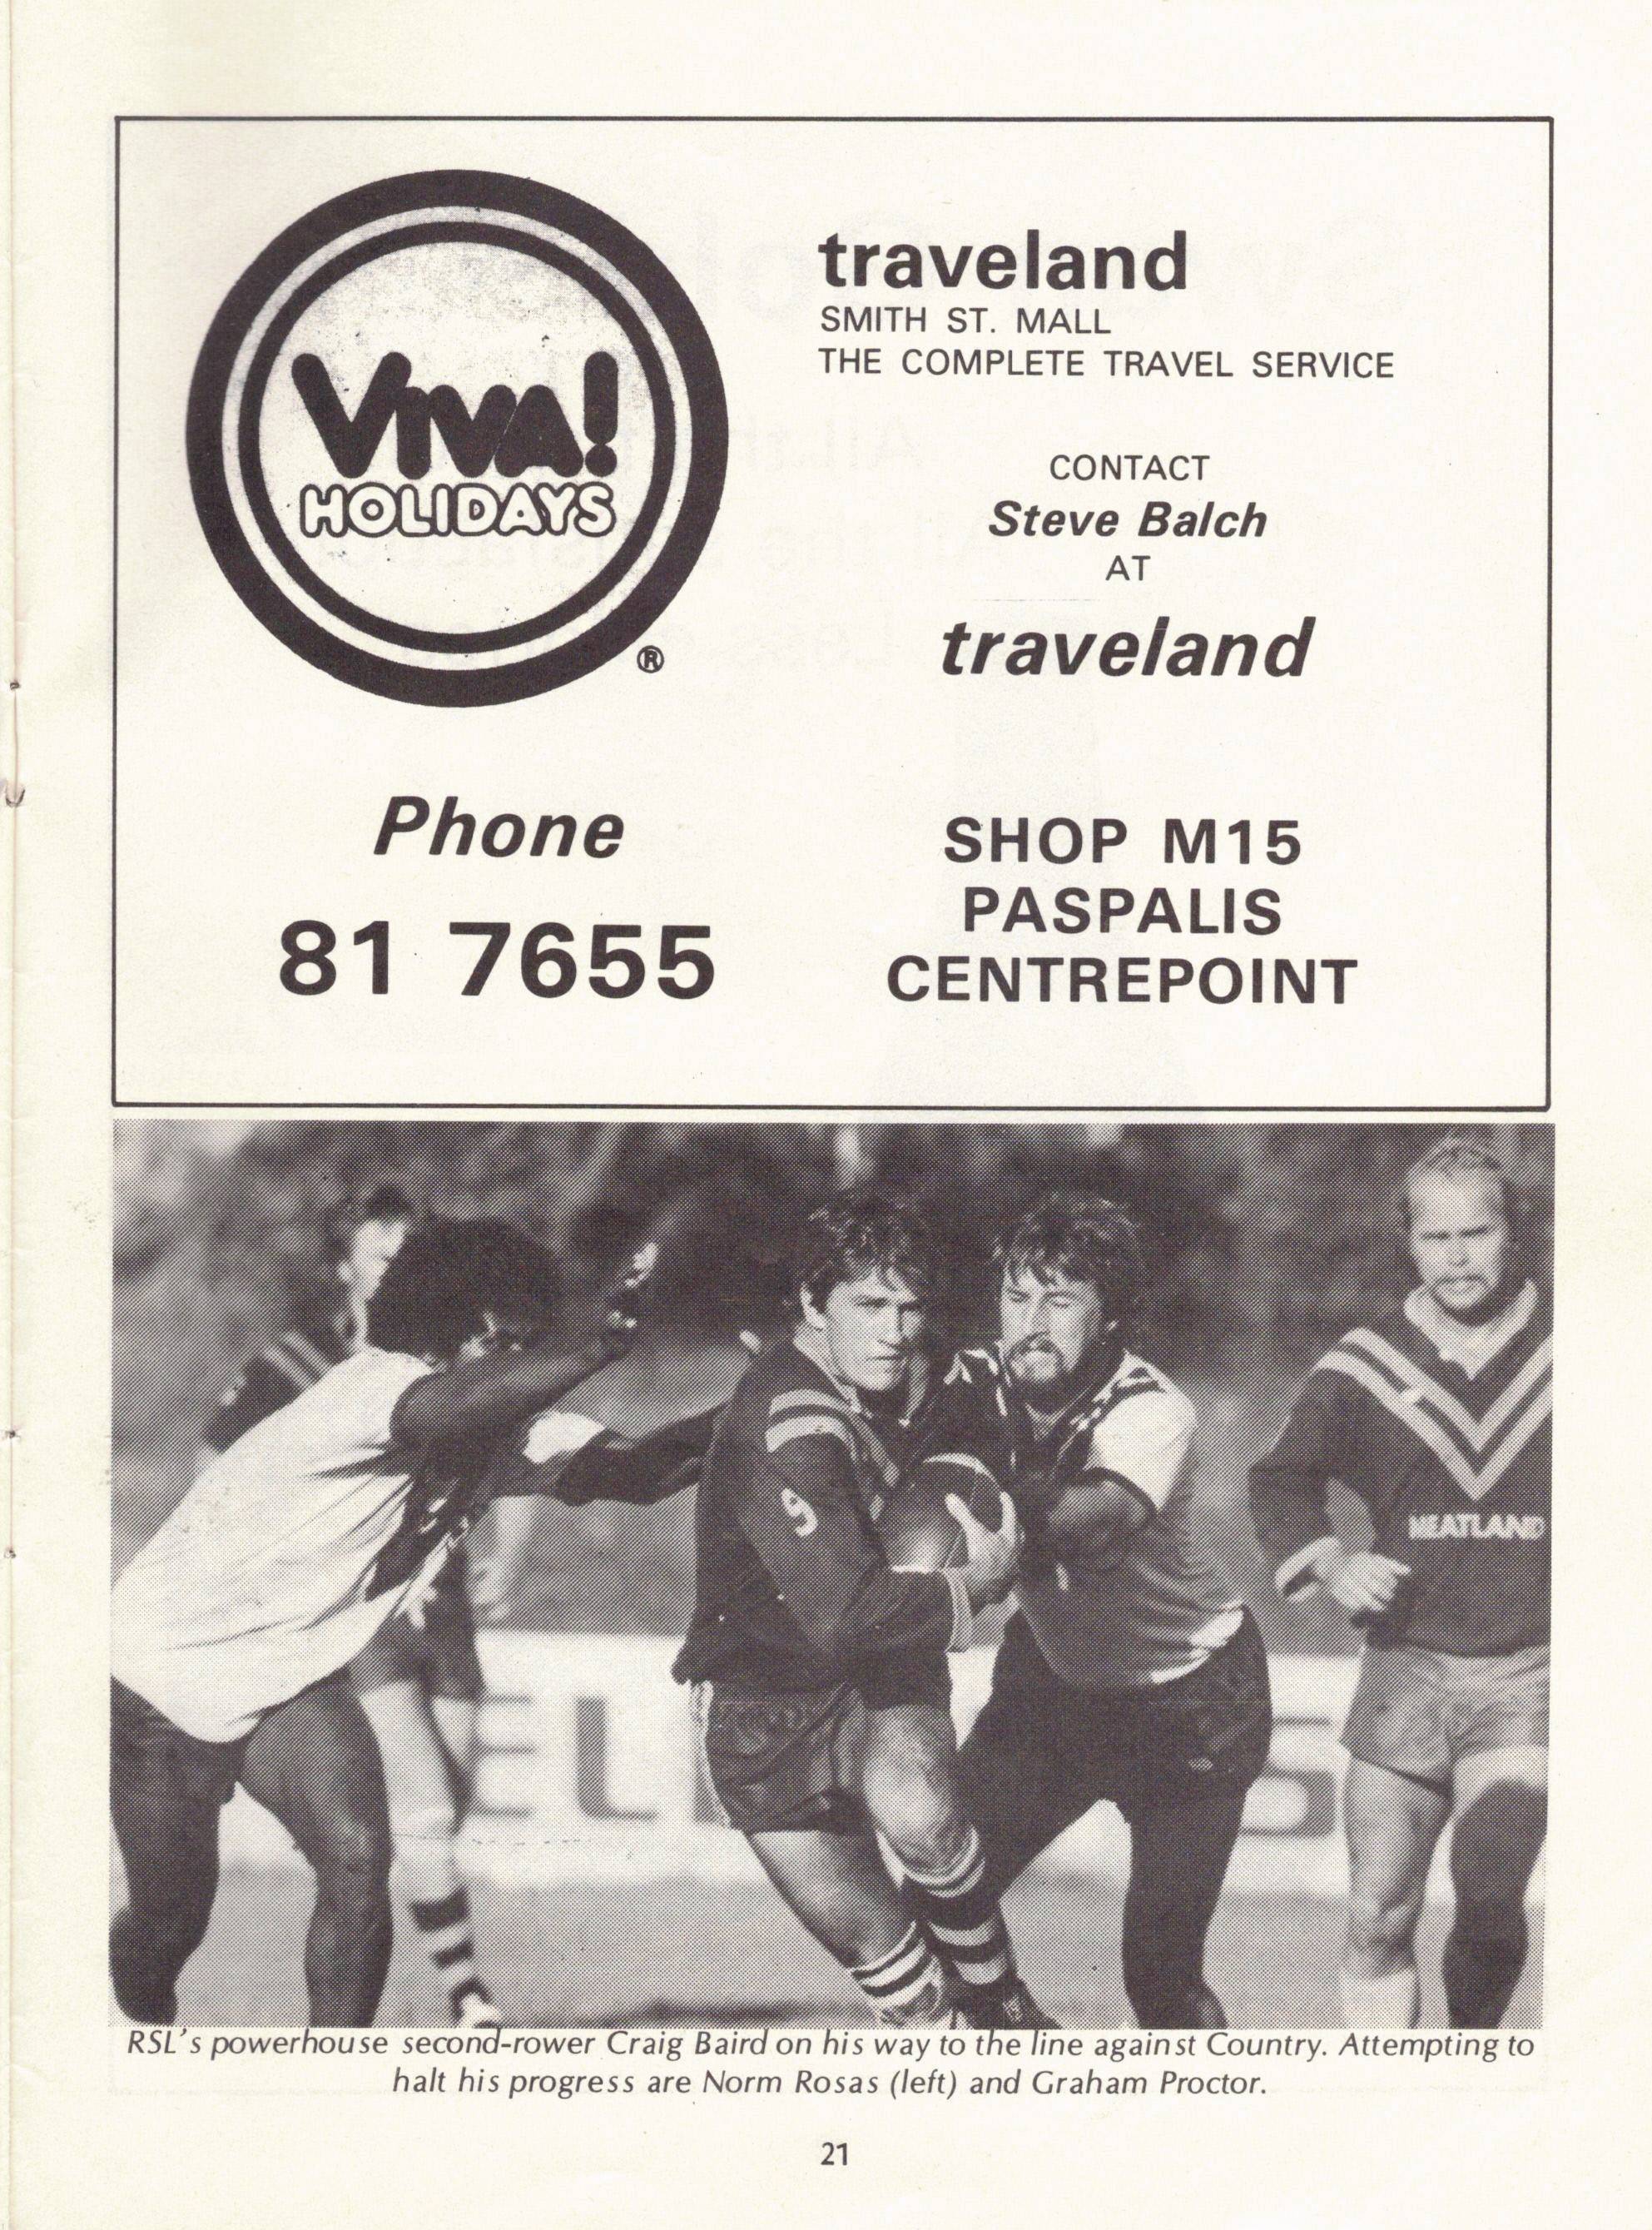 VIVA!
HOLIDAYS
®
traveland
SMITH ST. MALL
THE COMPLETE TRAVEL SERVICE
CONTACT
Steve Balch
AT
traveland
Phone
81 7655
SHOP M15
PASPALIS
CENTREPOINT
9
MEATLAND
RSL's powerhouse second-rower Craig Baird on his way to the line against Country. Attempting to
halt his progress are Norm Rosas (left) and Graham Proctor.
21